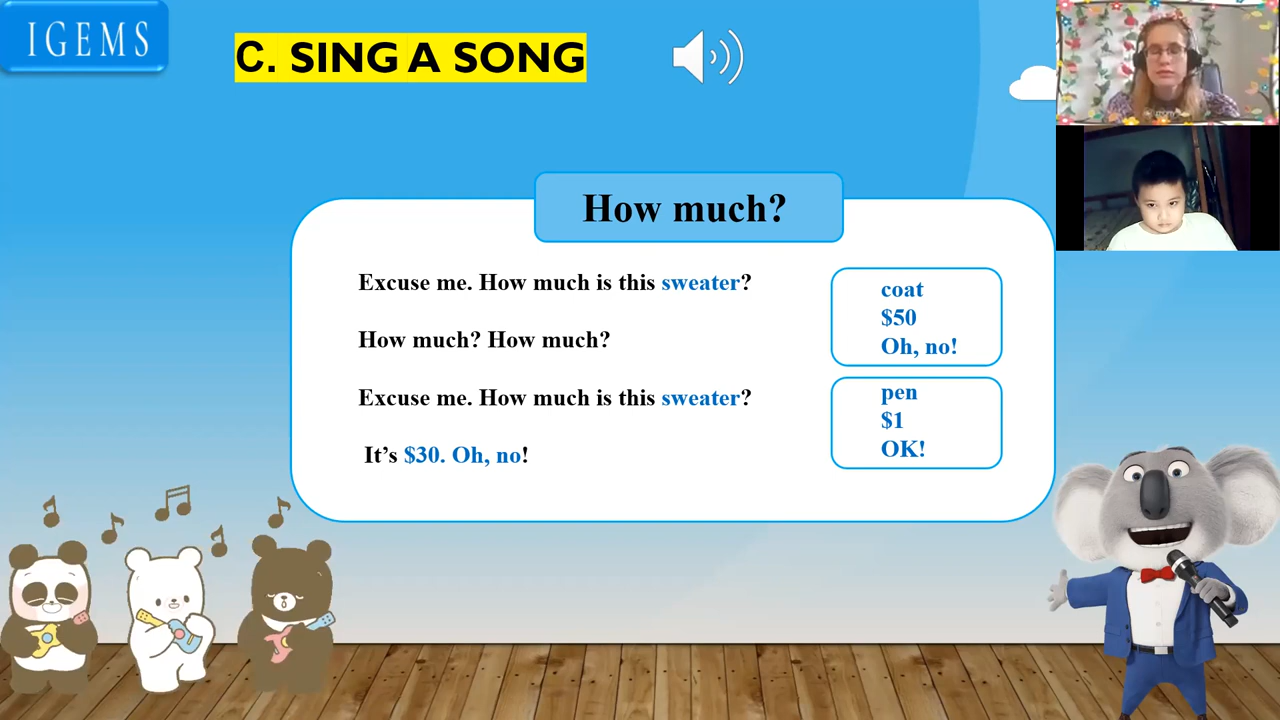 IGEMS
C. SING A SONG
How much?
Excuse me. How much is this sweater?
How much? How much?
Excuse me. How much is this sweater?
It’s $30. Oh, no!
coat
$50
Oh, no!
pen
$1
OK!